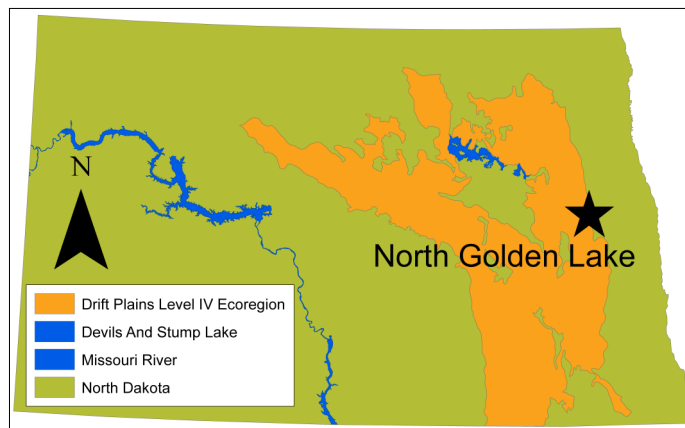 N
North Golden Lake
Drift Plains Level IV Ecoregion
Devils And Stump Lake
Missouri River
North Dakota